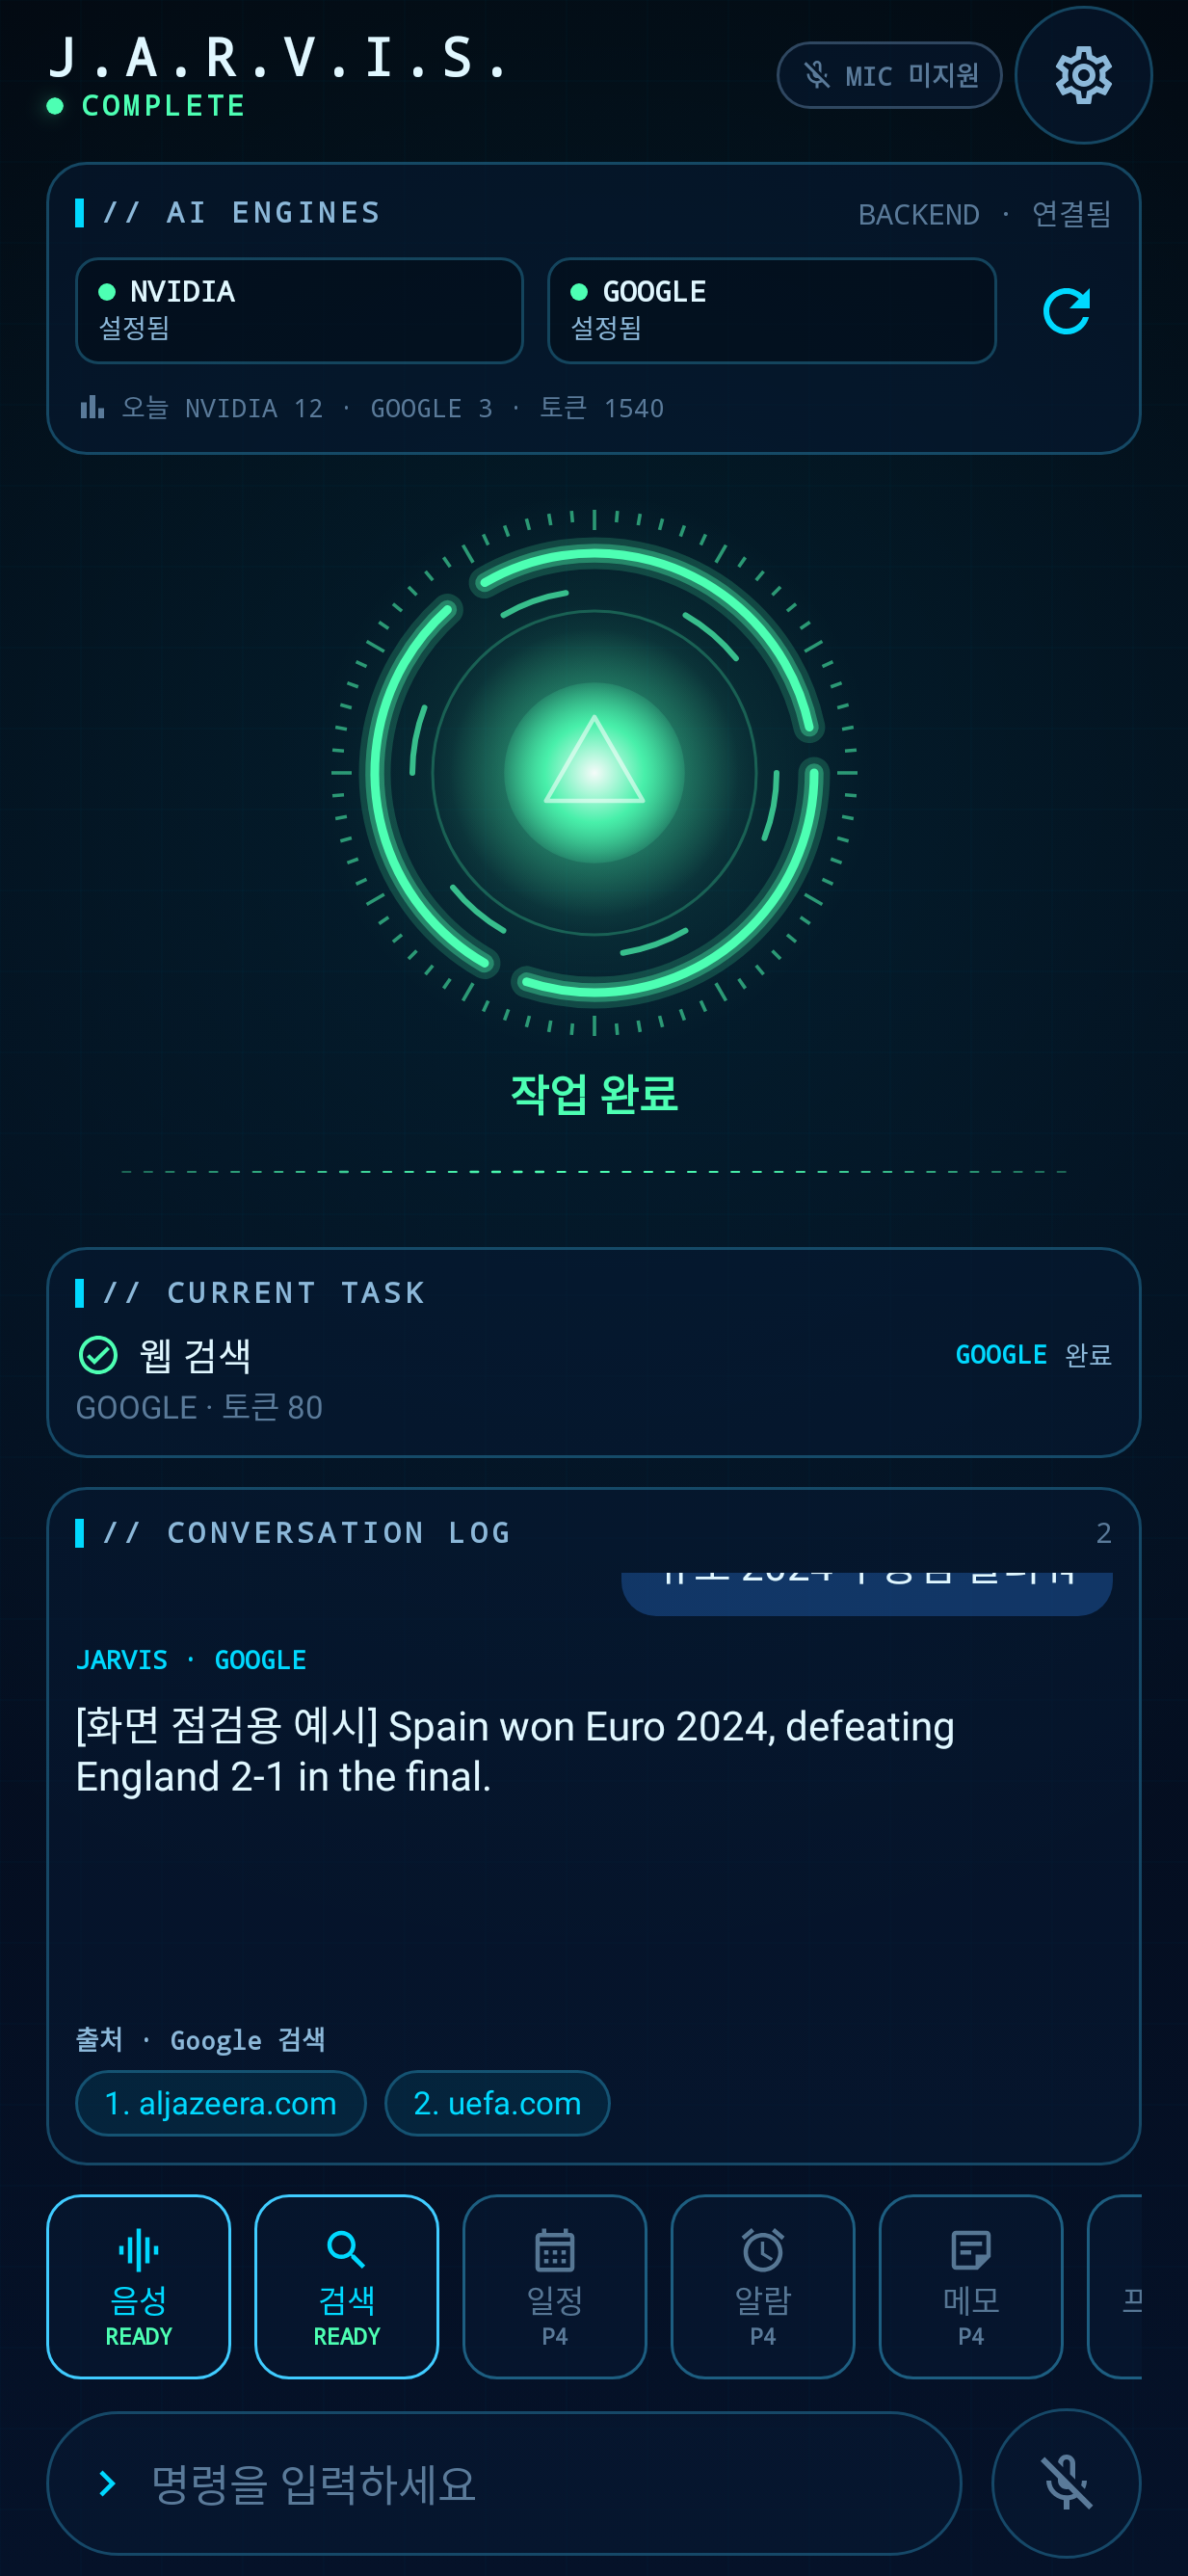 J.A.R.V.I.S.
COMPLETE
MIC 미지원
// AI ENGINES
BACKEND · 연결됨
NVIDIA
설정됨
GOOGLE
설정됨
오늘 NVIDIA 12 · GOOGLE 3 · 토큰 1540
작업 완료
// CURRENT TASK
웹 검색
GOOGLE 완료
GOOGLE · 토큰 80
// CONVERSATION LOG
2
2024
JARVIS · GOOGLE
[화면 점검용 예시] Spain won Euro 2024, defeating
England 2-1 in the final.
출처 · Google 검색
1. aljazeera.com
2. uefa.com
음성
READY
검색
READY
일정
P4
알람
P4
메모
P4
명령을 입력하세요